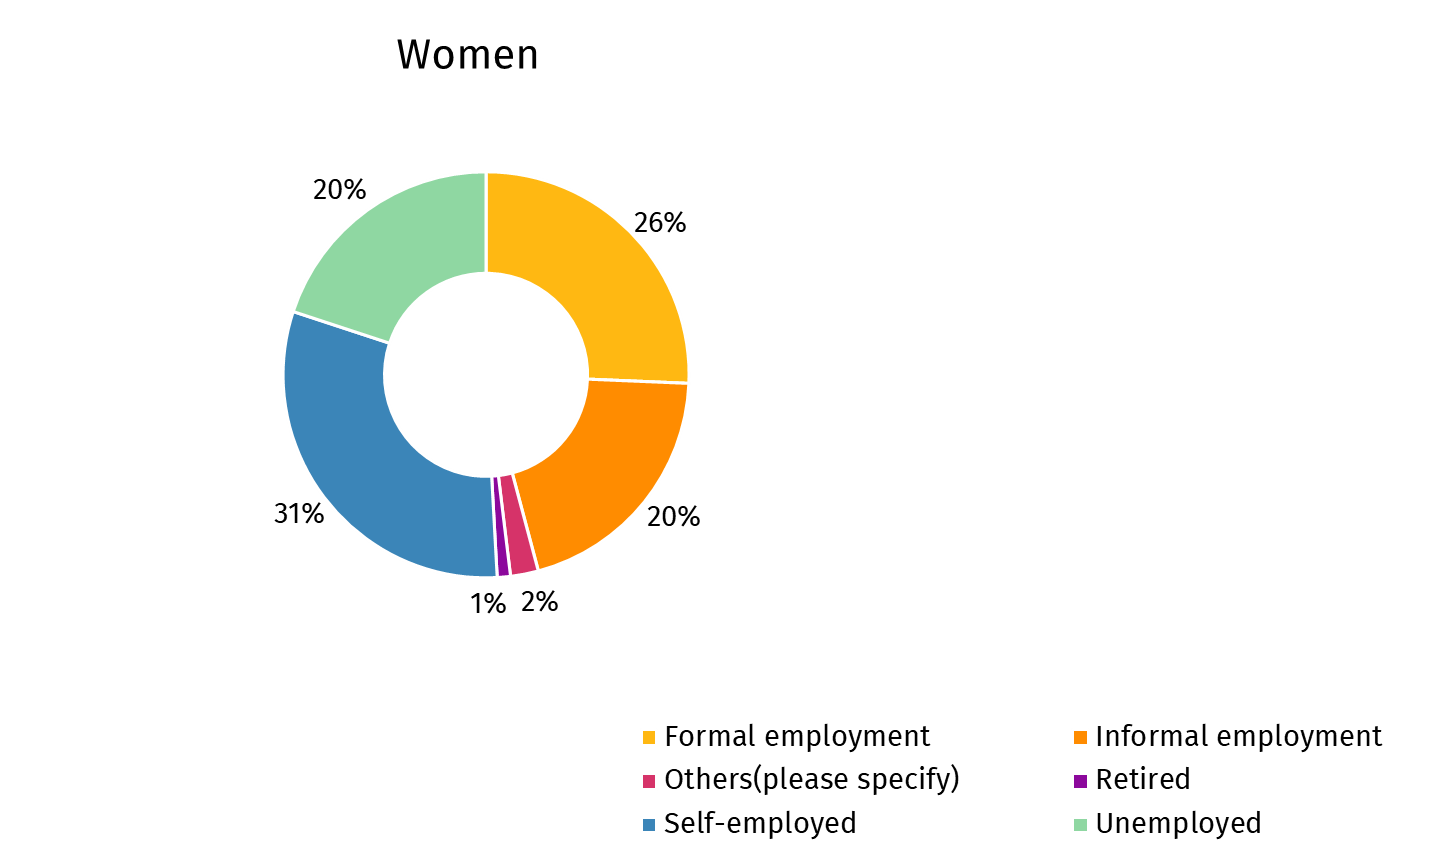 Women
20%
26%
31%
20%
1%
2%
Formal employment
Informal employment
Others(please specify)
Retired
Self-employed
Unemployed